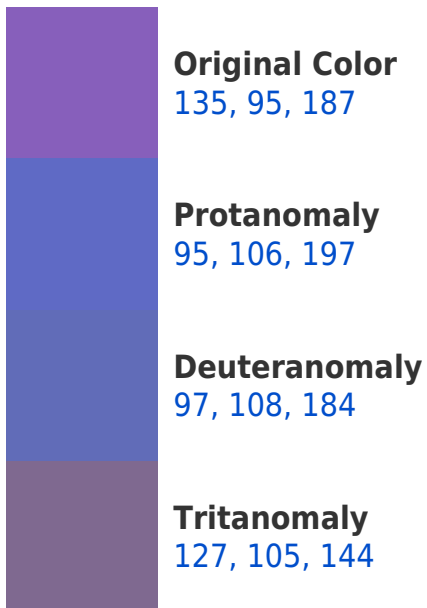 Original Color
135, 95, 187
Protanomaly
95, 106, 197
Deuteranomaly
97, 108, 184
Tritanomaly
127, 105, 144